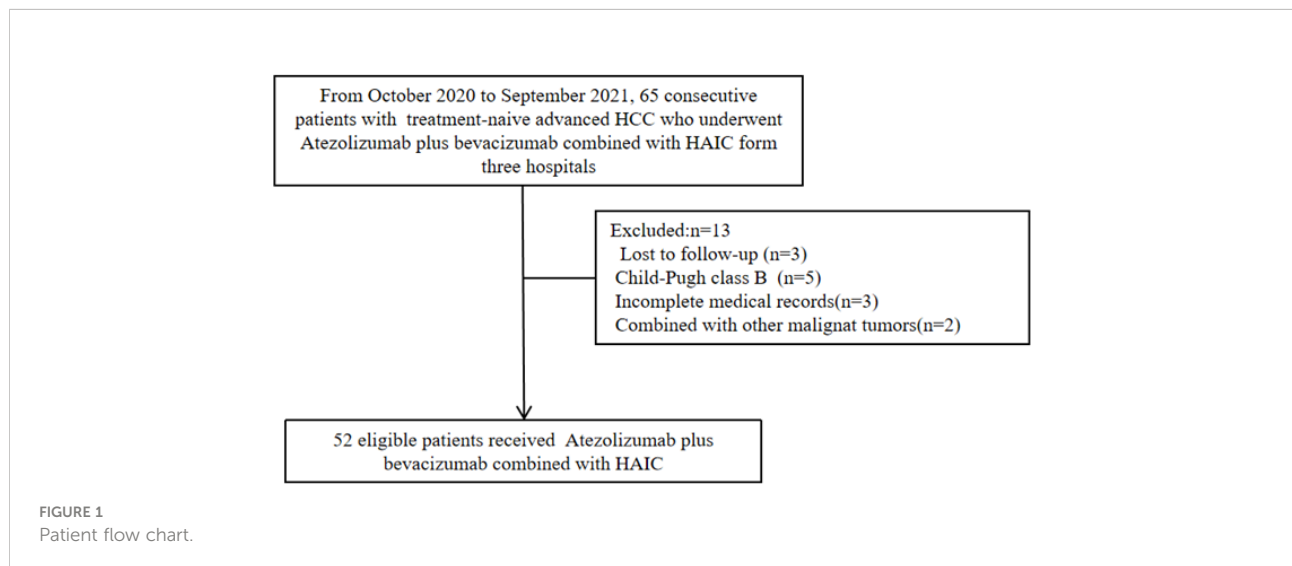 From October 2020 to September 2021, 65 consecutive
patients with treatment-naive advanced HCC who underwent
Atezolizumab plus bevacizumab combined with HAIC form
three hospitals
Excluded:n=13
Lost to follow-up (n=3)
Child-Pugh class B (n=5)
Incomplete medical records(n=3)
Combined with other malignat tumors(n=2)
52 eligible patients received Atezolizumab plus
bevacizumab combined with HAIC
FIGURE 1
Patient flow chart.